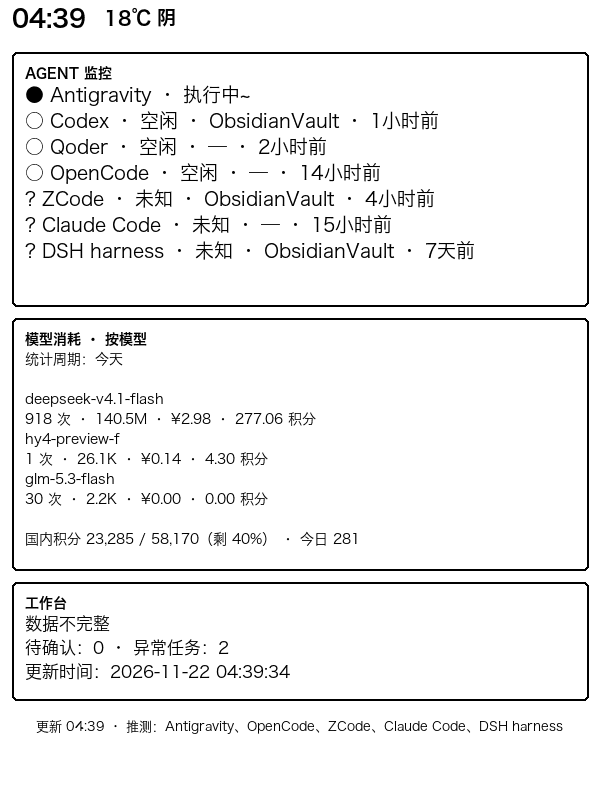 04:39 18℃ 阴
AGENT 监控
● Antigravity · 执行中~
○ Codex · 空闲 · ObsidianVault · 1小时前
○ Qoder · 空闲 · — · 2小时前
○ OpenCode · 空闲 · — · 14小时前
? ZCode · 未知 · ObsidianVault · 4小时前
? Claude Code · 未知 · — · 15小时前
? DSH harness · 未知 · ObsidianVault · 7天前
模型消耗 · 按模型
统计周期：今天
deepseek-v4.1-flash
918 次 · 140.5M · ¥2.98 · 277.06 积分
hy4-preview-f
1 次 · 26.1K · ¥0.14 · 4.30 积分
glm-5.3-flash
30 次 · 2.2K · ¥0.00 · 0.00 积分
国内积分 23,285 / 58,170（剩 40%） · 今日 281
工作台
数据不完整
待确认：0 · 异常任务：2
更新时间：2026-11-22 04:39:34
更新 04:39 · 推测：Antigravity、OpenCode、ZCode、Claude Code、DSH harness